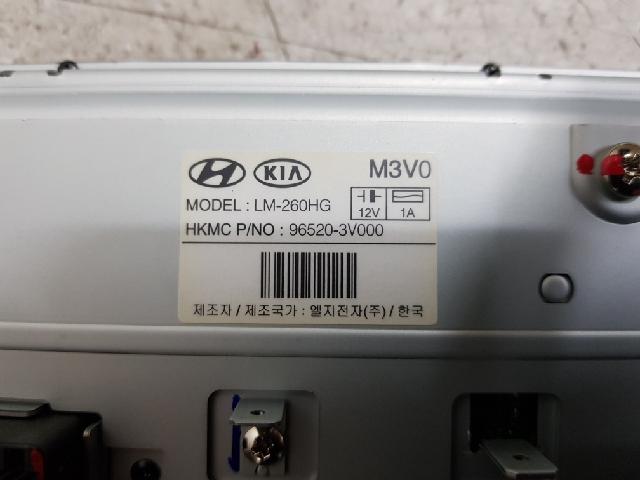 KIA M3V0
MODEL : LM-260HG 12V 1A
HKMC P/NO : 96520-3V000
제조자 / 제조국가 : 엘지전자(주) / 한국